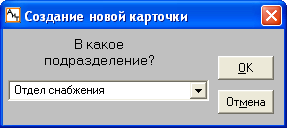 Создание новой карточки
В какое
подразделение?
OK
Отдел снабжения
Отмена